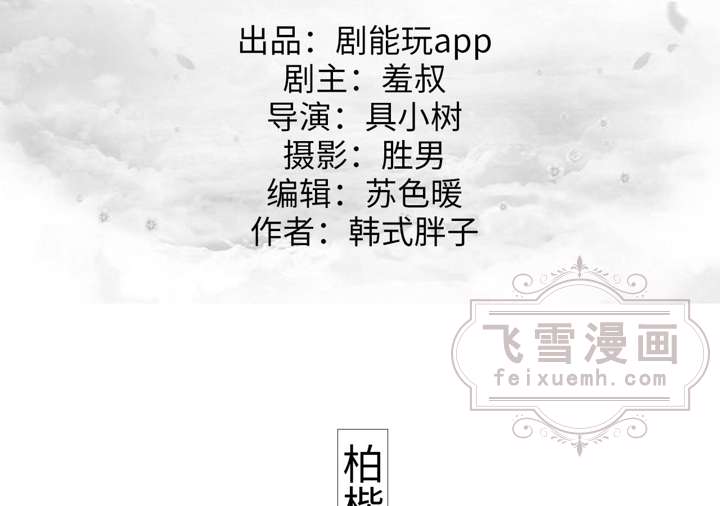 出品：剧能玩app
剧主：羞叔
导演：具小树
摄影：胜男
编辑：苏色暖
作者：韩式胖子
飞雪漫画
feixuemh.com
柏